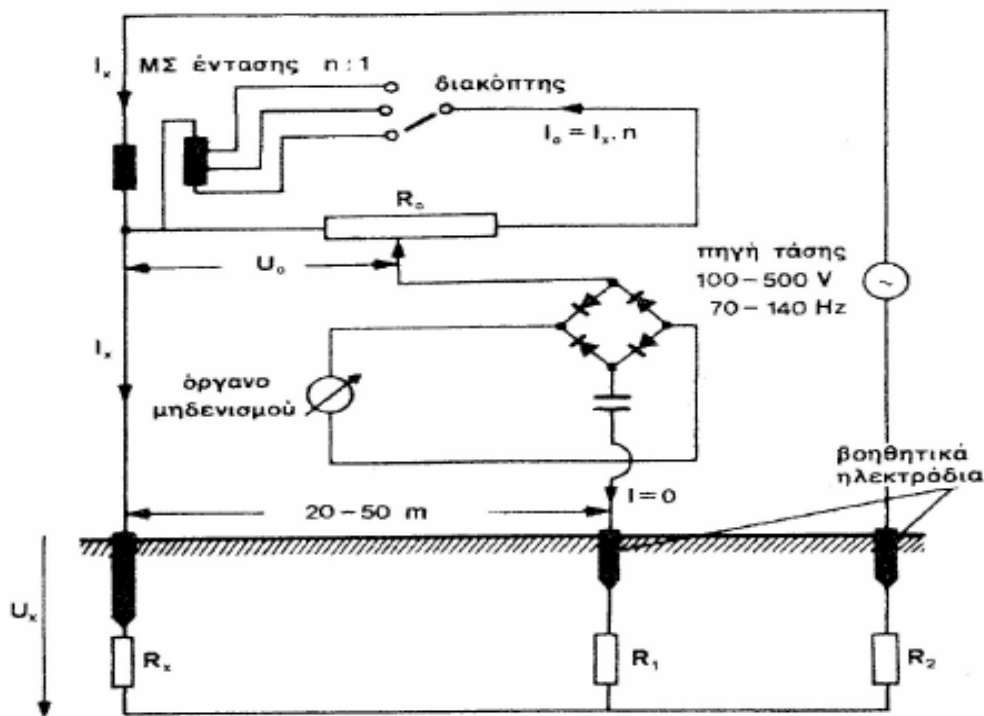 Iₓ ΜΣ έντασης n : 1
διακόπτης
I₀ = Iₓ . n
R₀
U₀
πηγή τάσης
100 – 500 V
70 – 140 Hz
~
Iₓ
όργανο
μηδενισμού
βοηθητικά
ηλεκτρόδια
I = 0
20 – 50 m
Uₓ
Rₓ
R₁
R₂